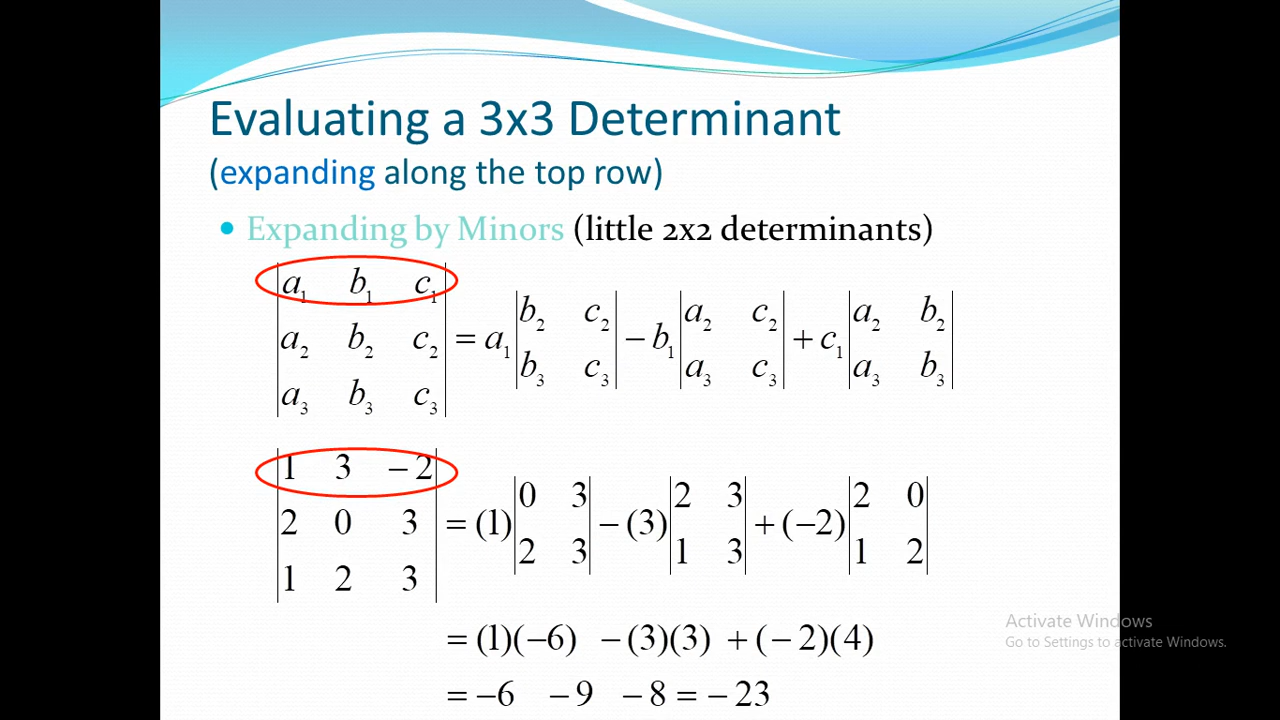 Evaluating a 3x3 Determinant
(expanding along the top row)
Expanding by Minors (little 2x2 determinants)
|a₁ b₁ c₁|
|a₂ b₂ c₂| = a₁ |b₂ c₂; b₃ c₃| − b₁ |a₂ c₂; a₃ c₃| + c₁ |a₂ b₂; a₃ b₃|
|a₃ b₃ c₃|
|1 3 −2|
|2 0 3| = (1) |0 3; 2 3| − (3) |2 3; 1 3| + (−2) |2 0; 1 2|
|1 2 3|
= (1)(−6) − (3)(3) + (− 2)(4)
= −6 − 9 − 8 = − 23
Activate Windows
Go to Settings to activate Windows.